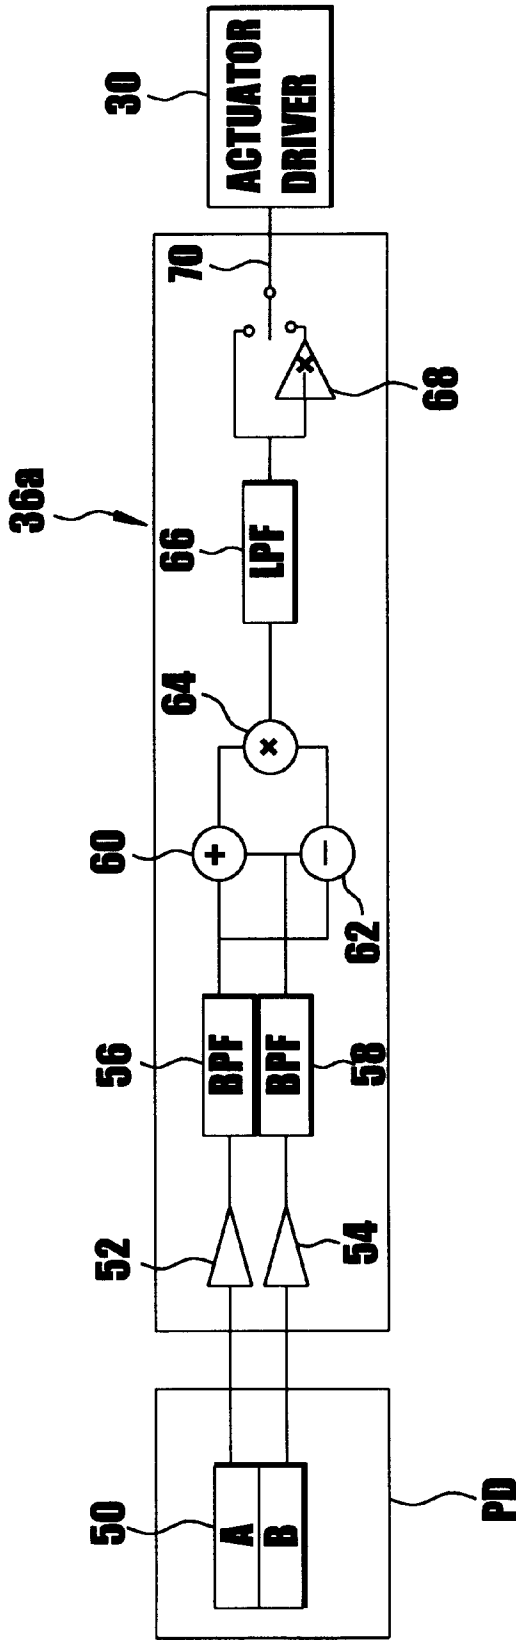 36a
50
A
B
PD
52
54
56
BPF
BPF
58
60
+
−
62
64
×
66
LPF
×
68
70
30
ACTUATOR
DRIVER